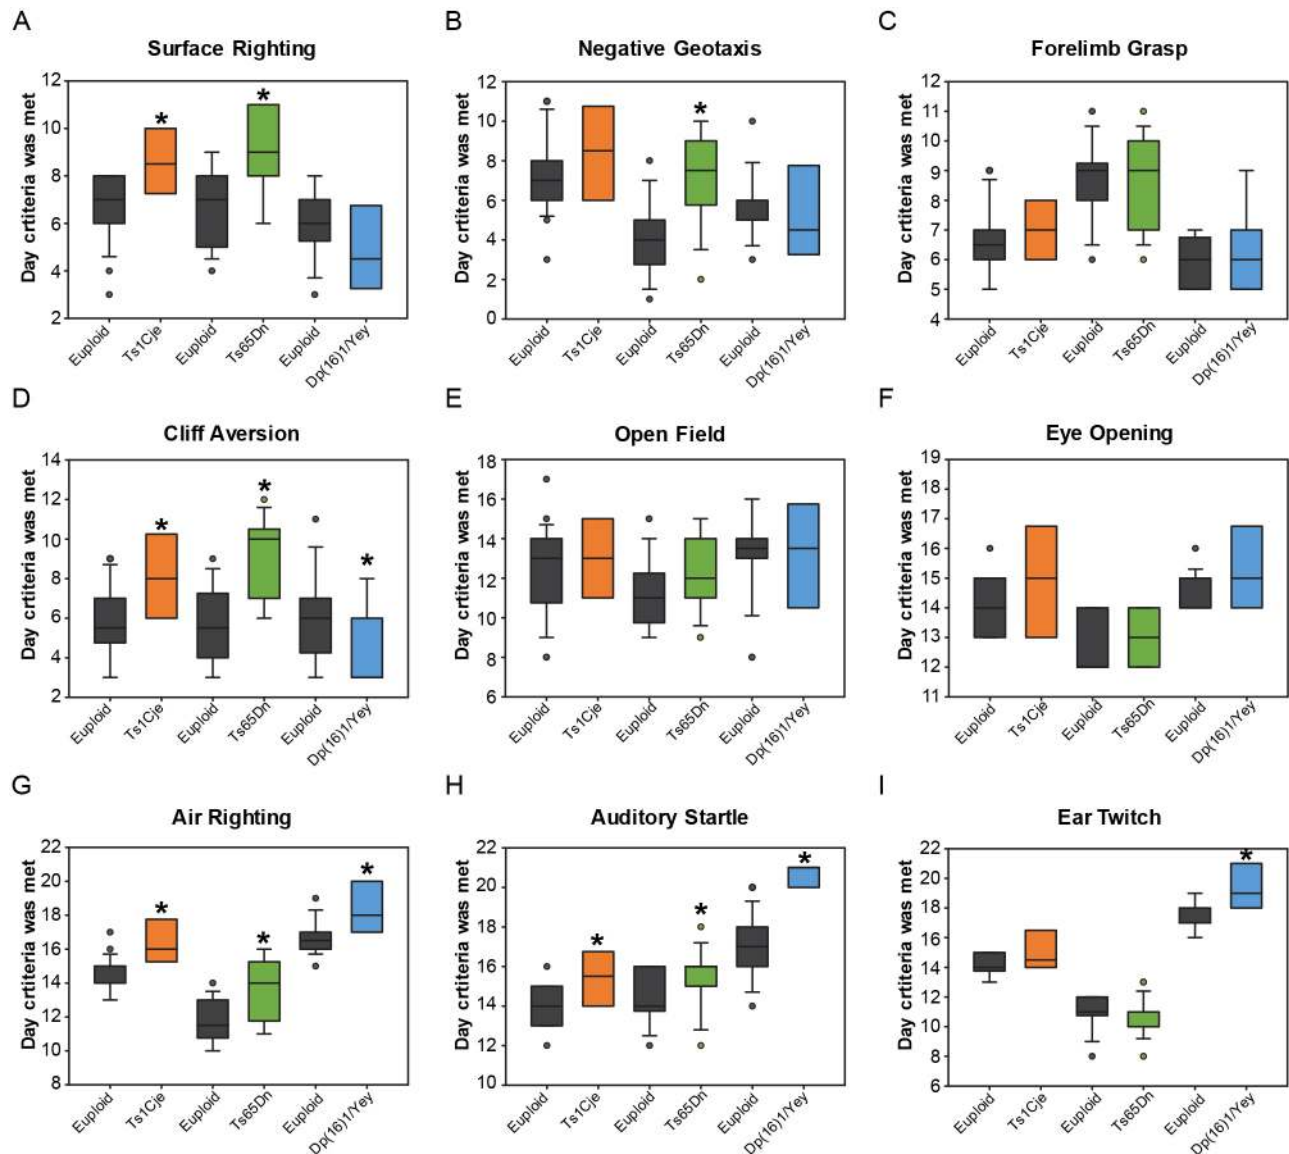 A
Surface Righting
Day crtiteria was met
12
10
8
6
4
2
*
*
Euploid
Ts1Cje
Euploid
Ts65Dn
Euploid
Dp(16)1/Yey
B
Negative Geotaxis
Day crtiteria was met
14
12
10
8
6
4
2
0
*
Euploid
Ts1Cje
Euploid
Ts65Dn
Euploid
Dp(16)1/Yey
C
Forelimb Grasp
Day crtiteria was met
12
11
10
9
8
7
6
5
4
Euploid
Ts1Cje
Euploid
Ts65Dn
Euploid
Dp(16)1/Yey
D
Cliff Aversion
Day crtiteria was met
14
12
10
8
6
4
2
*
*
*
Euploid
Ts1Cje
Euploid
Ts65Dn
Euploid
Dp(16)1/Yey
E
Open Field
Day crtiteria was met
18
16
14
12
10
8
6
Euploid
Ts1Cje
Euploid
Ts65Dn
Euploid
Dp(16)1/Yey
F
Eye Opening
Day crtiteria was met
19
18
17
16
15
14
13
12
11
Euploid
Ts1Cje
Euploid
Ts65Dn
Euploid
Dp(16)1/Yey
G
Air Righting
Day crtiteria was met
22
20
18
16
14
12
10
8
*
*
*
Euploid
Ts1Cje
Euploid
Ts65Dn
Euploid
Dp(16)1/Yey
H
Auditory Startle
Day crtiteria was met
22
20
18
16
14
12
10
*
*
*
Euploid
Ts1Cje
Euploid
Ts65Dn
Euploid
Dp(16)1/Yey
I
Ear Twitch
Day crtiteria was met
22
20
18
16
14
12
10
8
6
*
Euploid
Ts1Cje
Euploid
Ts65Dn
Euploid
Dp(16)1/Yey